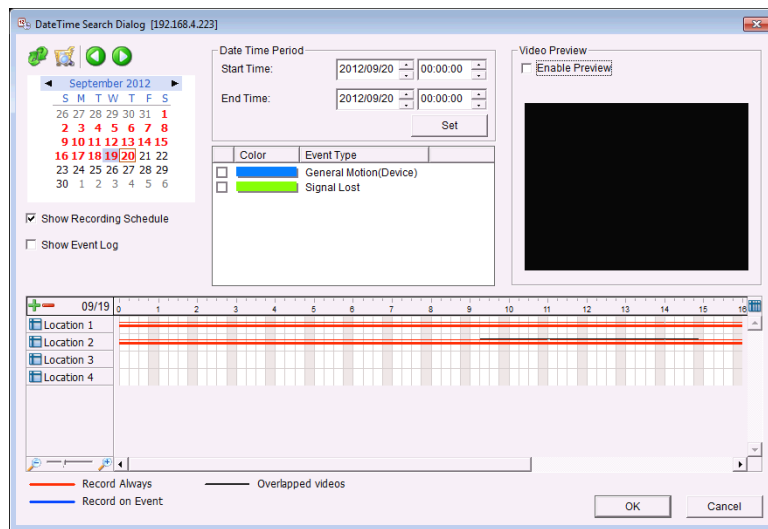 DateTime Search Dialog [192.168.4.223]
Date Time Period
Start Time: 2012/09/20 00:00:00
End Time: 2012/09/20 00:00:00
Set
Video Preview
Enable Preview
September 2012
S M T W T F S
26 27 28 29 30 31 1
2 3 4 5 6 7 8
9 10 11 12 13 14 15
16 17 18 19 20 21 22
23 24 25 26 27 28 29
30 1 2 3 4 5 6
Show Recording Schedule
Show Event Log
Color Event Type
General Motion(Device)
Signal Lost
09/19 0 1 2 3 4 5 6 7 8 9 10 11 12 13 14 15 16
Location 1
Location 2
Location 3
Location 4
Record Always Overlapped videos
Record on Event
OK Cancel